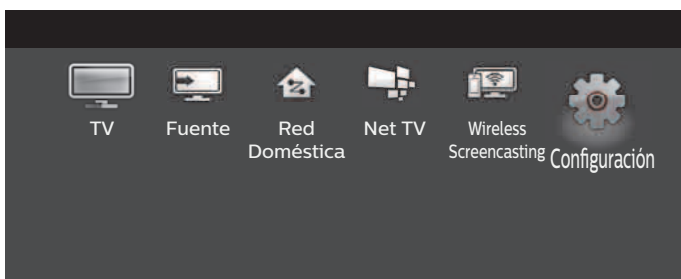 TV
Fuente
Red
Doméstica
Net TV
Wireless
Screencasting
Configuración